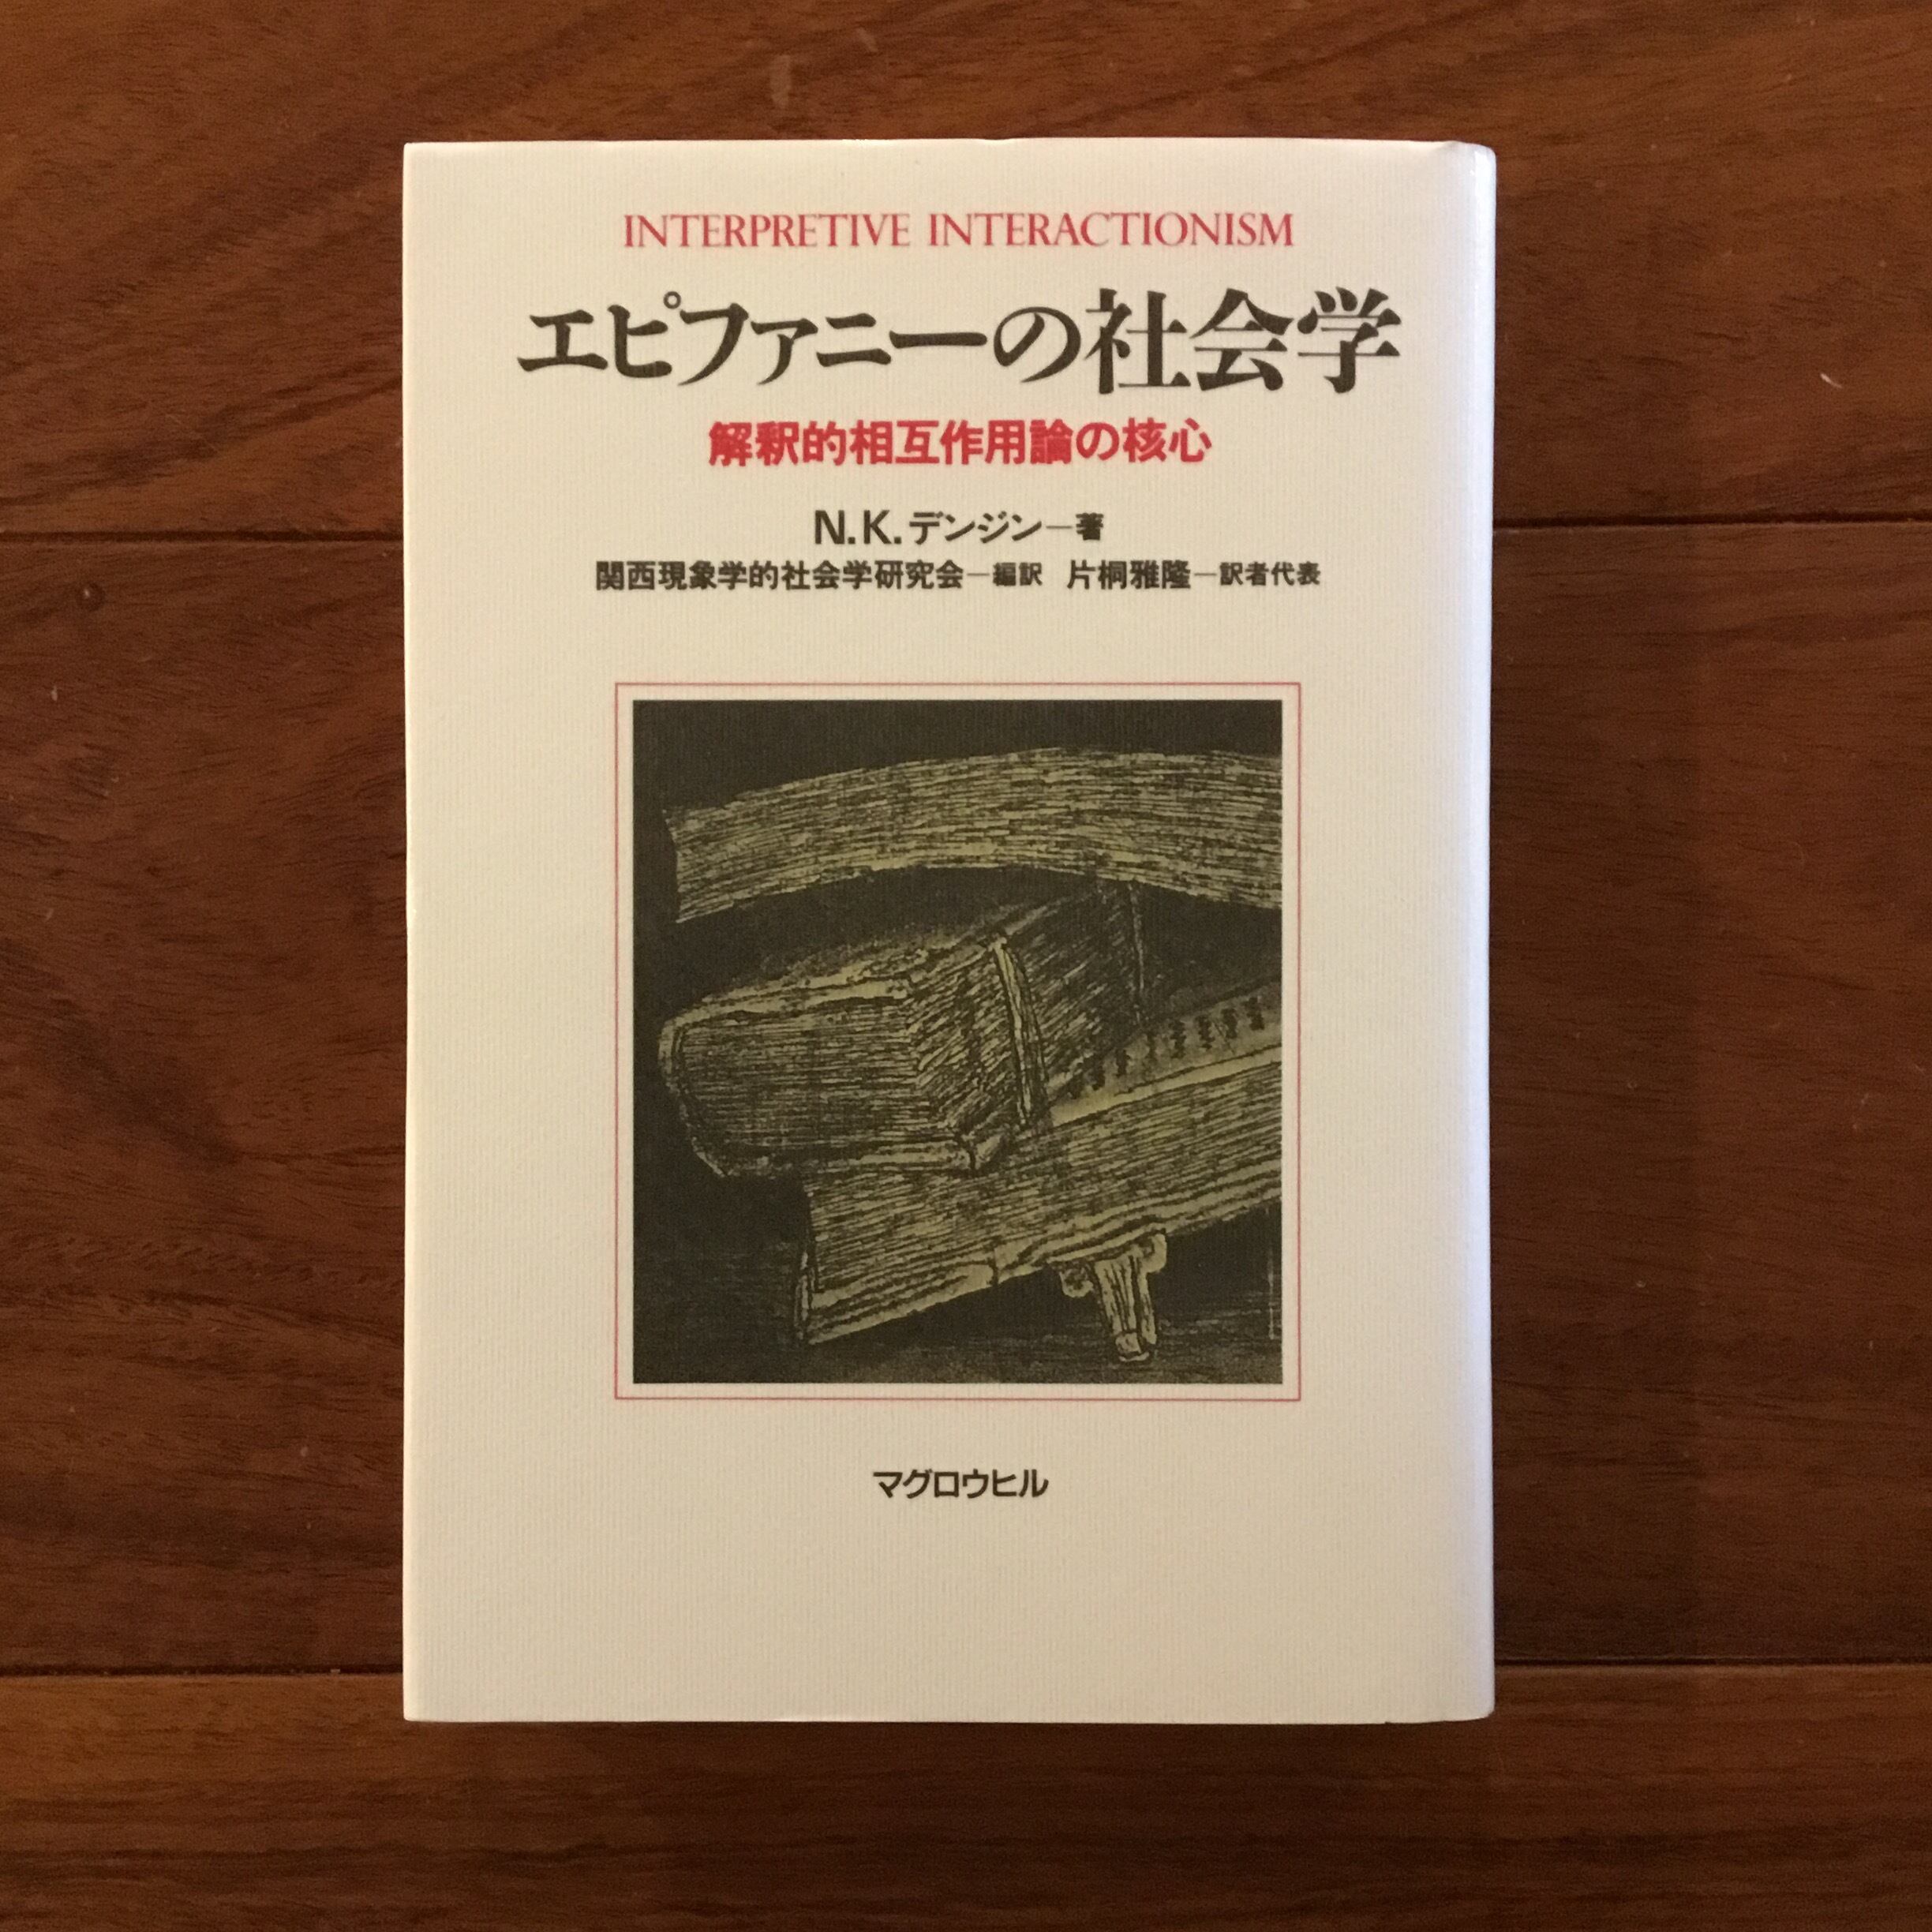 INTERPRETIVE INTERACTIONISM
エピファニーの社会学
解釈的相互作用論の核心
N.K.デンジン—著
関西現象学的社会学研究会—編訳 片桐雅隆—訳者代表
マグロウヒル